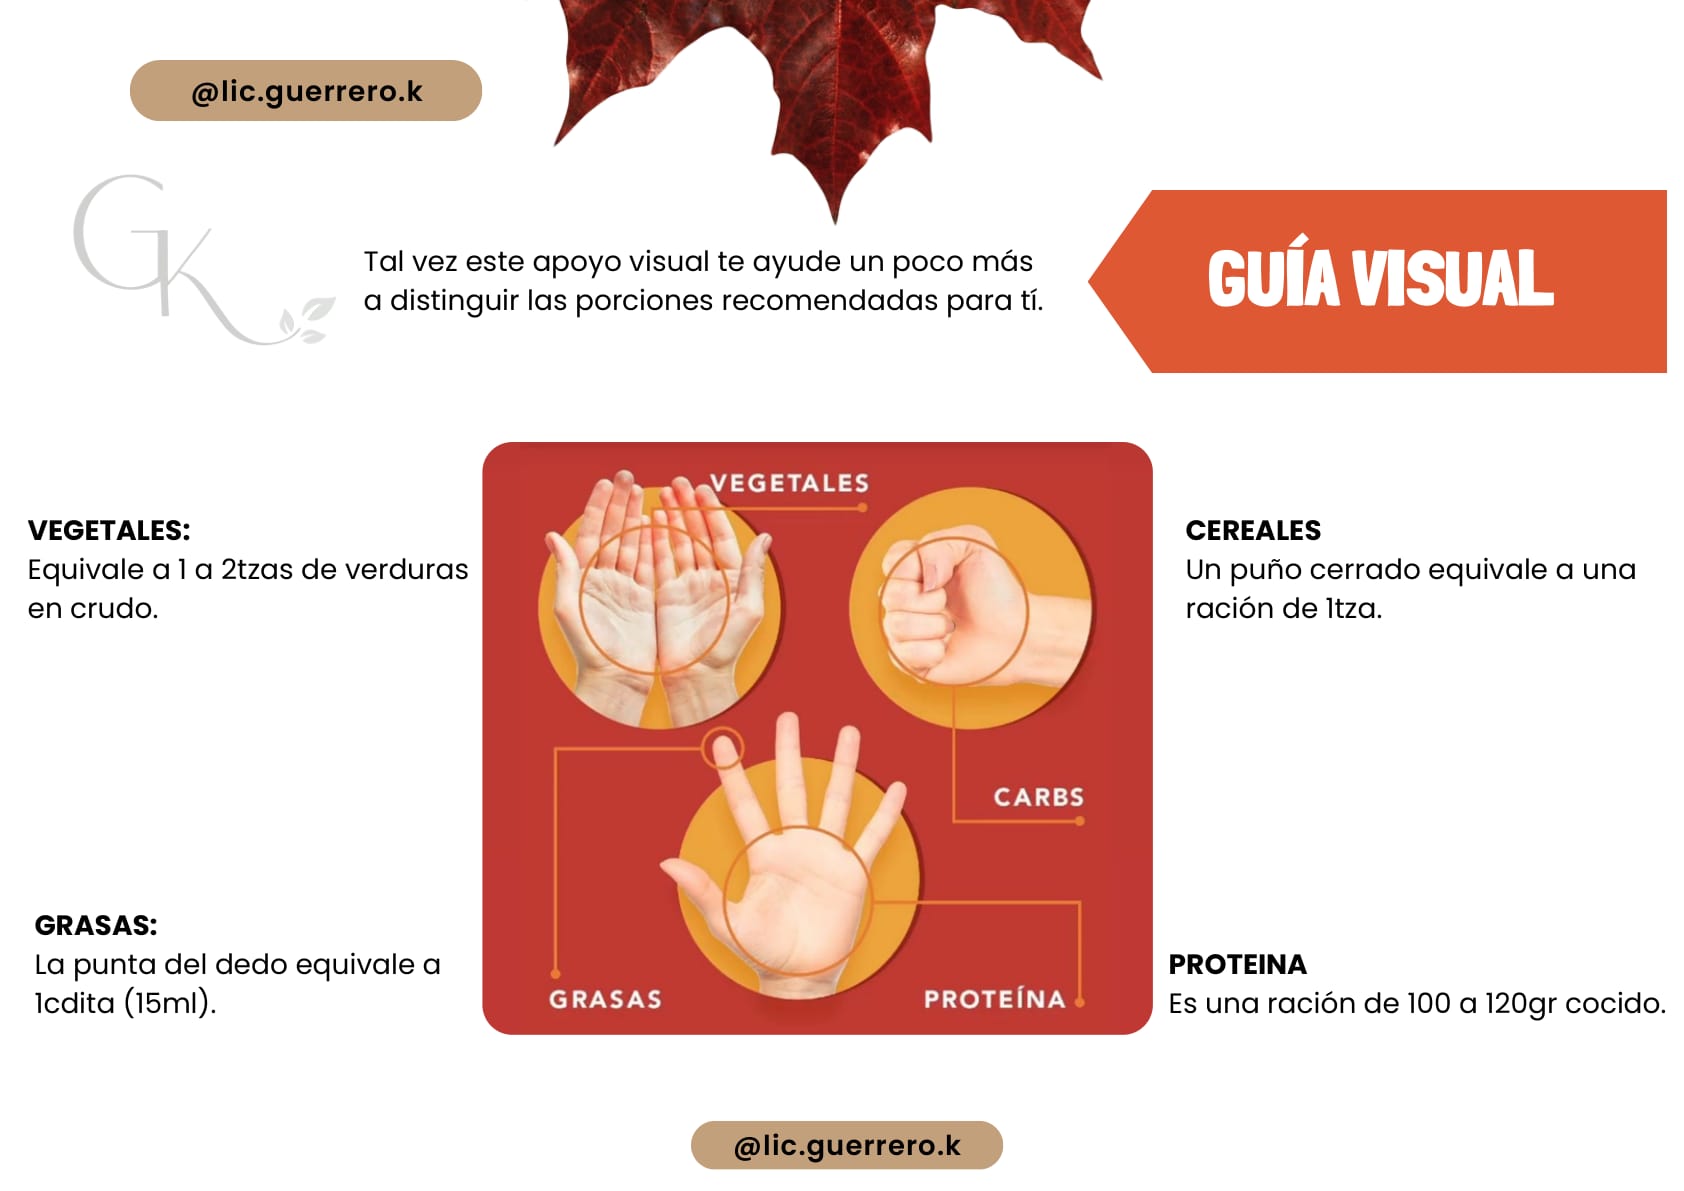 @lic.guerrero.k
GK
Tal vez este apoyo visual te ayude un poco más
a distinguir las porciones recomendadas para tí.
GUÍA VISUAL
VEGETALES:
Equivale a 1 a 2tzas de verduras
en crudo.
VEGETALES
CEREALES
Un puño cerrado equivale a una
ración de 1tza.
CARBS
GRASAS:
La punta del dedo equivale a
1cdita (15ml).
GRASAS
PROTEÍNA
PROTEINA
Es una ración de 100 a 120gr cocido.
@lic.guerrero.k